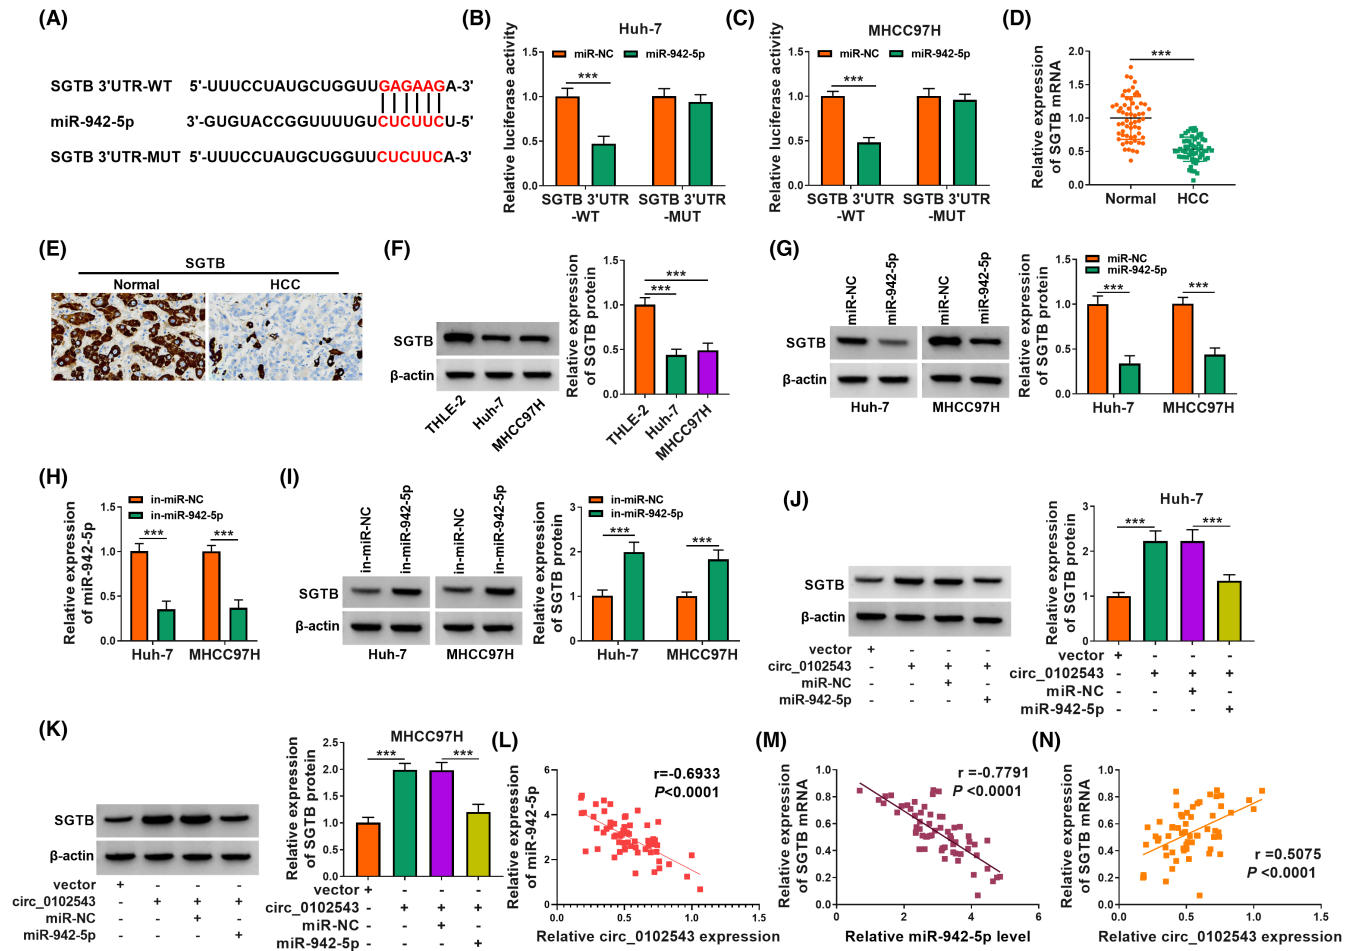 (A)
SGTB 3'UTR-WT 5'-UUUCCUAUGCUGGUUGAGAAGA-3'
miR-942-5p 3'-GUGUACCGGUUUUGUCUCUUCU-5'
SGTB 3'UTR-MUT 5'-UUUCCUAUGCUGGUUCUCUUCA-3'
(B)
Huh-7
miR-NC miR-942-5p
Relative luciferase activity
1.5
1.0
0.5
0.0
***
SGTB 3'UTR -WT
SGTB 3'UTR -MUT
(C)
MHCC97H
miR-NC miR-942-5p
Relative luciferase activity
1.5
1.0
0.5
0.0
***
SGTB 3'UTR -WT
SGTB 3'UTR -MUT
(D)
Relative expression of SGTB mRNA
2.0
1.5
1.0
0.5
0.0
***
Normal HCC
(E)
SGTB
Normal HCC
(F)
SGTB
β-actin
THLE-2 Huh-7 MHCC97H
Relative expression of SGTB protein
1.5
1.0
0.5
0.0
***
***
THLE-2 Huh-7 MHCC97H
(G)
miR-NC miR-942-5p miR-NC miR-942-5p
SGTB
β-actin
Huh-7 MHCC97H
Relative expression of SGTB protein
miR-NC
miR-942-5p
1.5
1.0
0.5
0.0
*** ***
Huh-7 MHCC97H
(H)
in-miR-NC
in-miR-942-5p
Relative expression of miR-942-5p
1.5
1.0
0.5
0.0
*** ***
Huh-7 MHCC97H
(I)
in-miR-NC in-miR-942-5p in-miR-NC in-miR-942-5p
SGTB
β-actin
Huh-7 MHCC97H
in-miR-NC
in-miR-942-5p
Relative expression of SGTB protein
3
2
1
0
*** ***
Huh-7 MHCC97H
(J)
SGTB
β-actin
vector + - - -
circ_0102543 - + + +
miR-NC - - + -
miR-942-5p - - - +
Huh-7
Relative expression of SGTB protein
3
2
1
0
*** ***
vector + - - -
circ_0102543 - + + +
miR-NC - - + -
miR-942-5p - - - +
(K)
SGTB
β-actin
vector + - - -
circ_0102543 - + + +
miR-NC - - + -
miR-942-5p - - - +
MHCC97H
Relative expression of SGTB protein
2.5
2.0
1.5
1.0
0.5
0.0
*** ***
vector + - - -
circ_0102543 - + + +
miR-NC - - + -
miR-942-5p - - - +
(L)
r=-0.6933
P<0.0001
Relative expression of miR-942-5p
6
4
2
0
0.0 0.5 1.0 1.5
Relative circ_0102543 expression
(M)
r =-0.7791
P <0.0001
Relative expression of SGTB mRNA
1.0
0.8
0.6
0.4
0.2
0.0
0 2 4 6
Relative miR-942-5p level
(N)
r =0.5075
P <0.0001
Relative expression of SGTB mRNA
1.0
0.8
0.6
0.4
0.2
0.0
0.0 0.5 1.0 1.5
Relative circ_0102543 expression